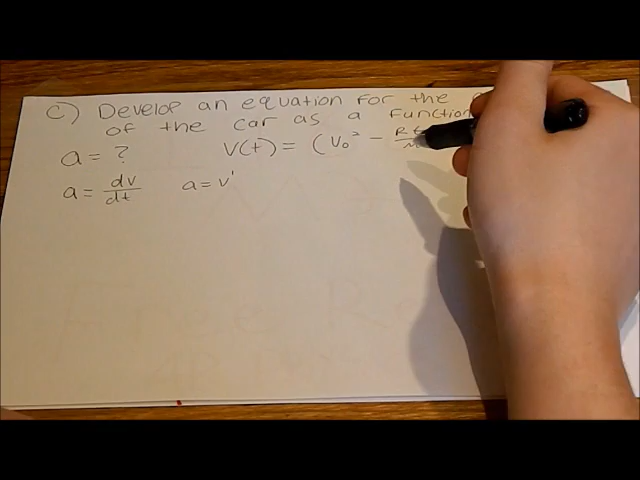 c) Develop an equation for the
of the car as a function
a = ? v(t) = (v₀² −
a = dv/dt a = v'